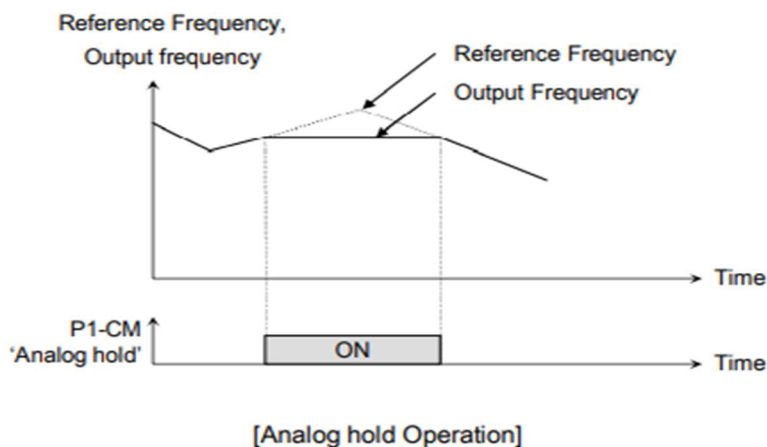 Reference Frequency,
Output frequency
Reference Frequency
Output Frequency
Time
P1-CM
'Analog hold'
ON
Time
[Analog hold Operation]